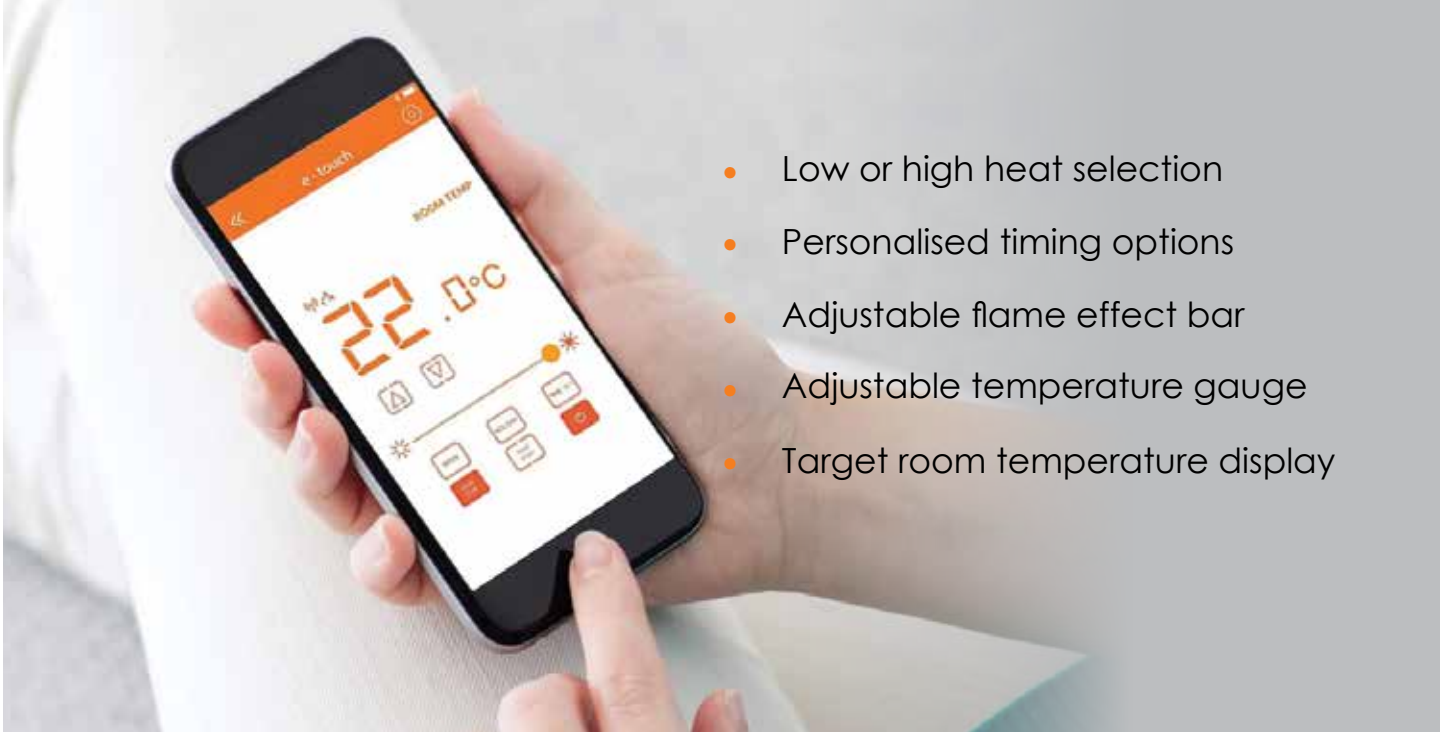 e-touch
ROOM TEMP
22.0°C
Low or high heat selection
Personalised timing options
Adjustable flame effect bar
Adjustable temperature gauge
Target room temperature display